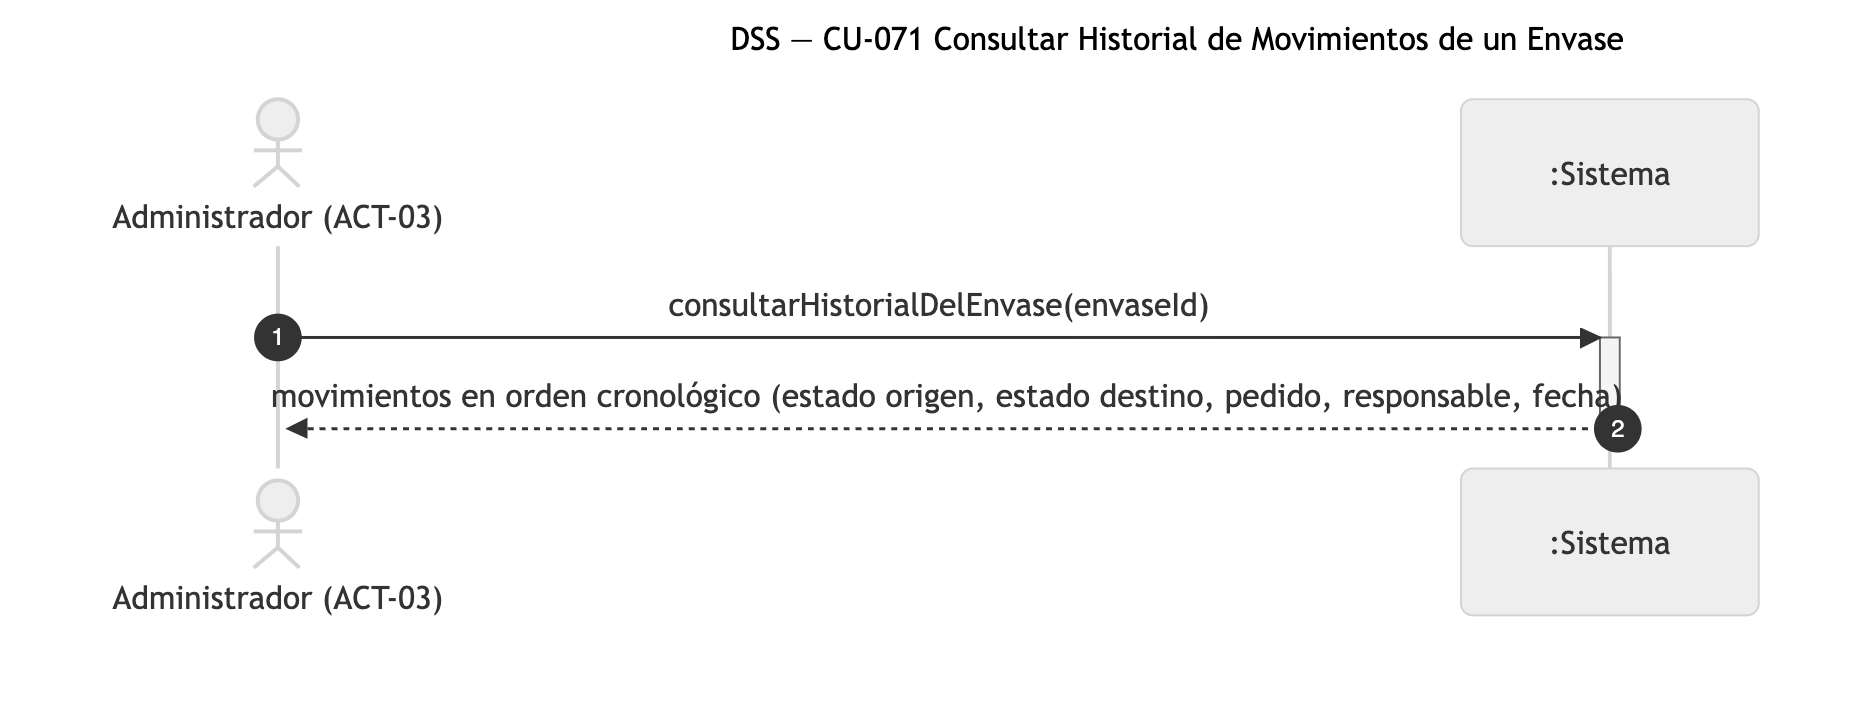 DSS — CU-071 Consultar Historial de Movimientos de un Envase
Administrador (ACT-03)
:Sistema
consultarHistorialDelEnvase(envaseId)
1
movimientos en orden cronológico (estado origen, estado destino, pedido, responsable, fecha)
2
Administrador (ACT-03)
:Sistema